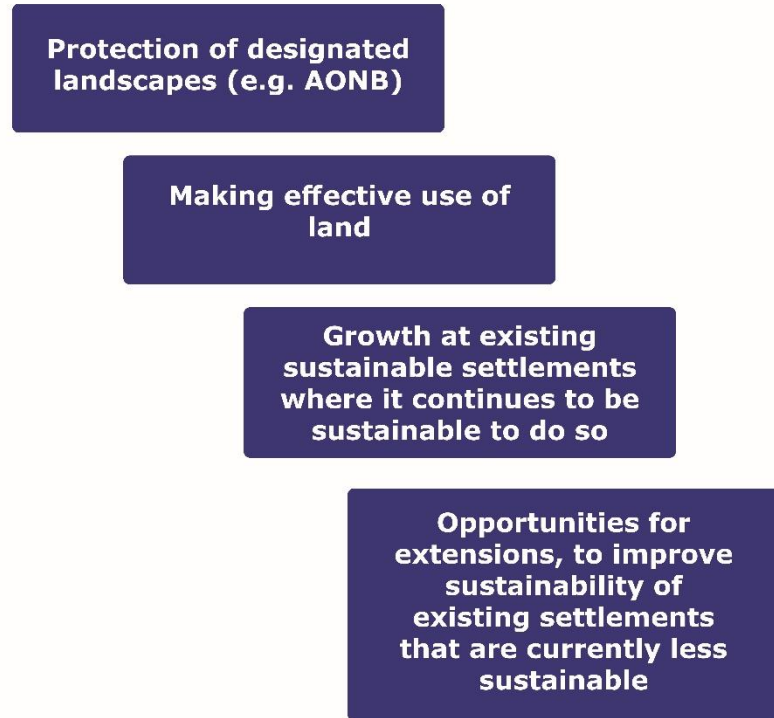 Protection of designated
landscapes (e.g. AONB)
Making effective use of
land
Growth at existing
sustainable settlements
where it continues to be
sustainable to do so
Opportunities for
extensions, to improve
sustainability of
existing settlements
that are currently less
sustainable